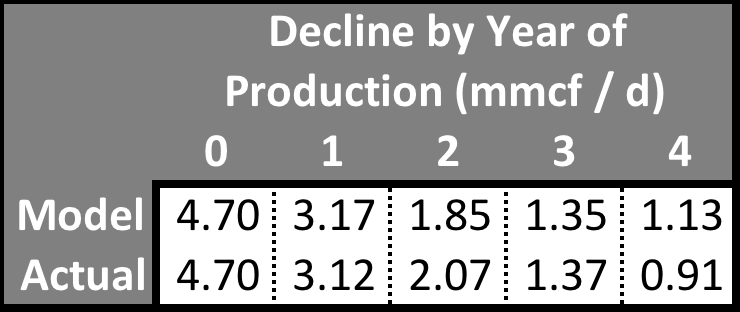 Decline by Year of
Production (mmcf / d)
0 1 2 3 4
Model 4.70 3.17 1.85 1.35 1.13
Actual 4.70 3.12 2.07 1.37 0.91